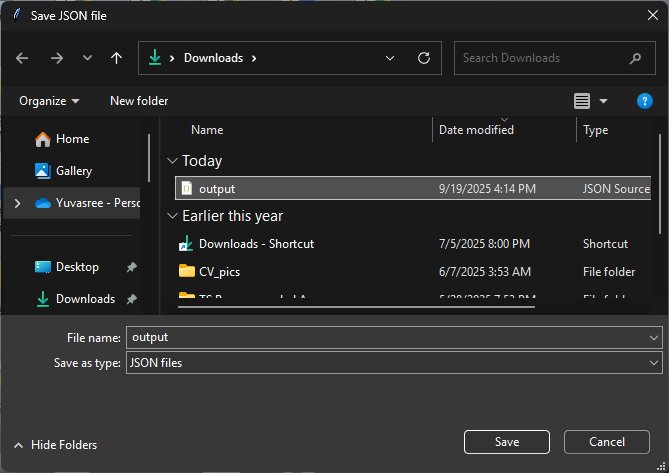 Save JSON file
Downloads
Search Downloads
Organize
New folder
Name
Date modified
Type
Home
Gallery
Yuvasree - Perso
Desktop
Downloads
Today
output 9/19/2025 4:14 PM JSON Source
Earlier this year
Downloads - Shortcut 7/5/2025 8:00 PM Shortcut
CV_pics 6/7/2025 3:53 AM File folder
File folder
File name: output
Save as type: JSON files
Hide Folders
Save
Cancel